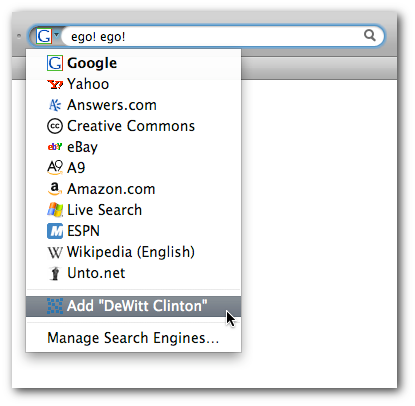 ego! ego!
Google
Yahoo
Answers.com
Creative Commons
eBay
A9
Amazon.com
Live Search
ESPN
Wikipedia (English)
Unto.net
Add "DeWitt Clinton"
Manage Search Engines...